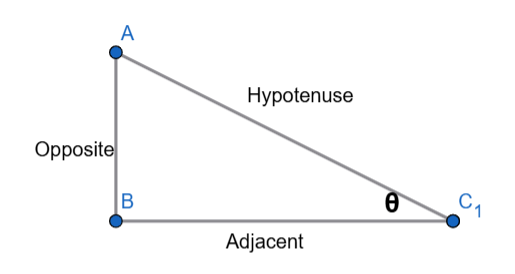 A
Hypotenuse
Opposite
B
θ
C₁
Adjacent